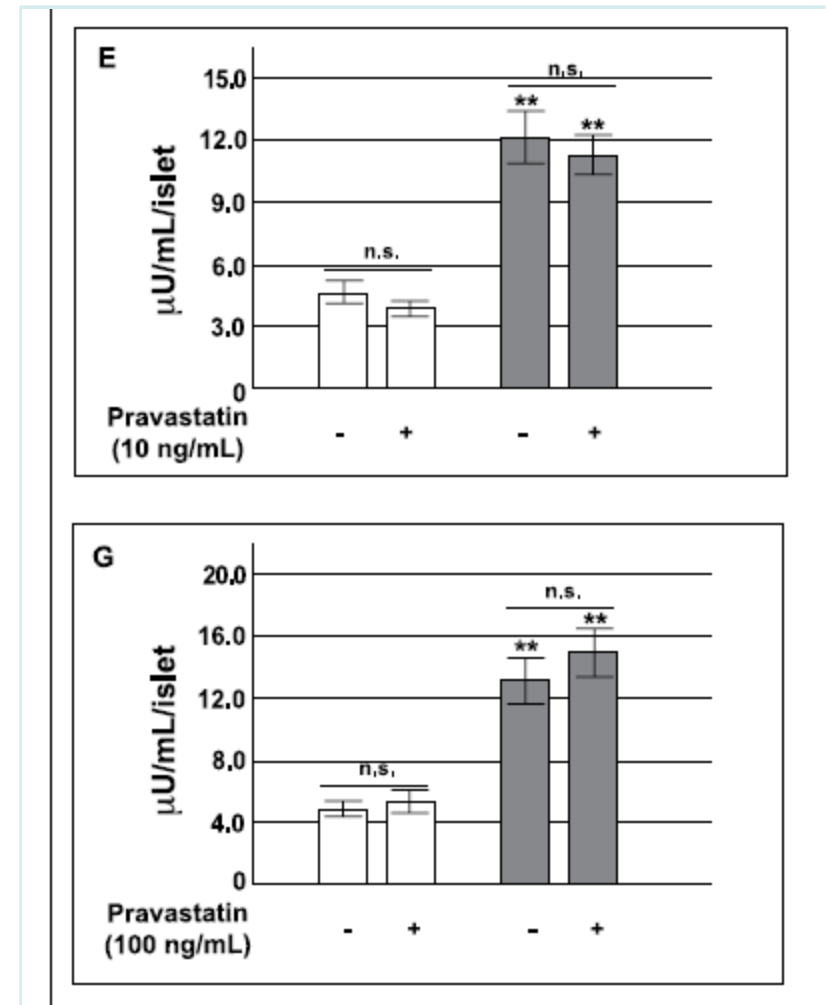 E
15.0
12.0
9.0
6.0
3.0
0
μU/mL/islet
n.s.
n.s.
**
**
Pravastatin
(10 ng/mL)
- + - +
G
20.0
16.0
12.0
8.0
4.0
0
μU/mL/islet
n.s.
n.s.
**
**
Pravastatin
(100 ng/mL)
- + - +